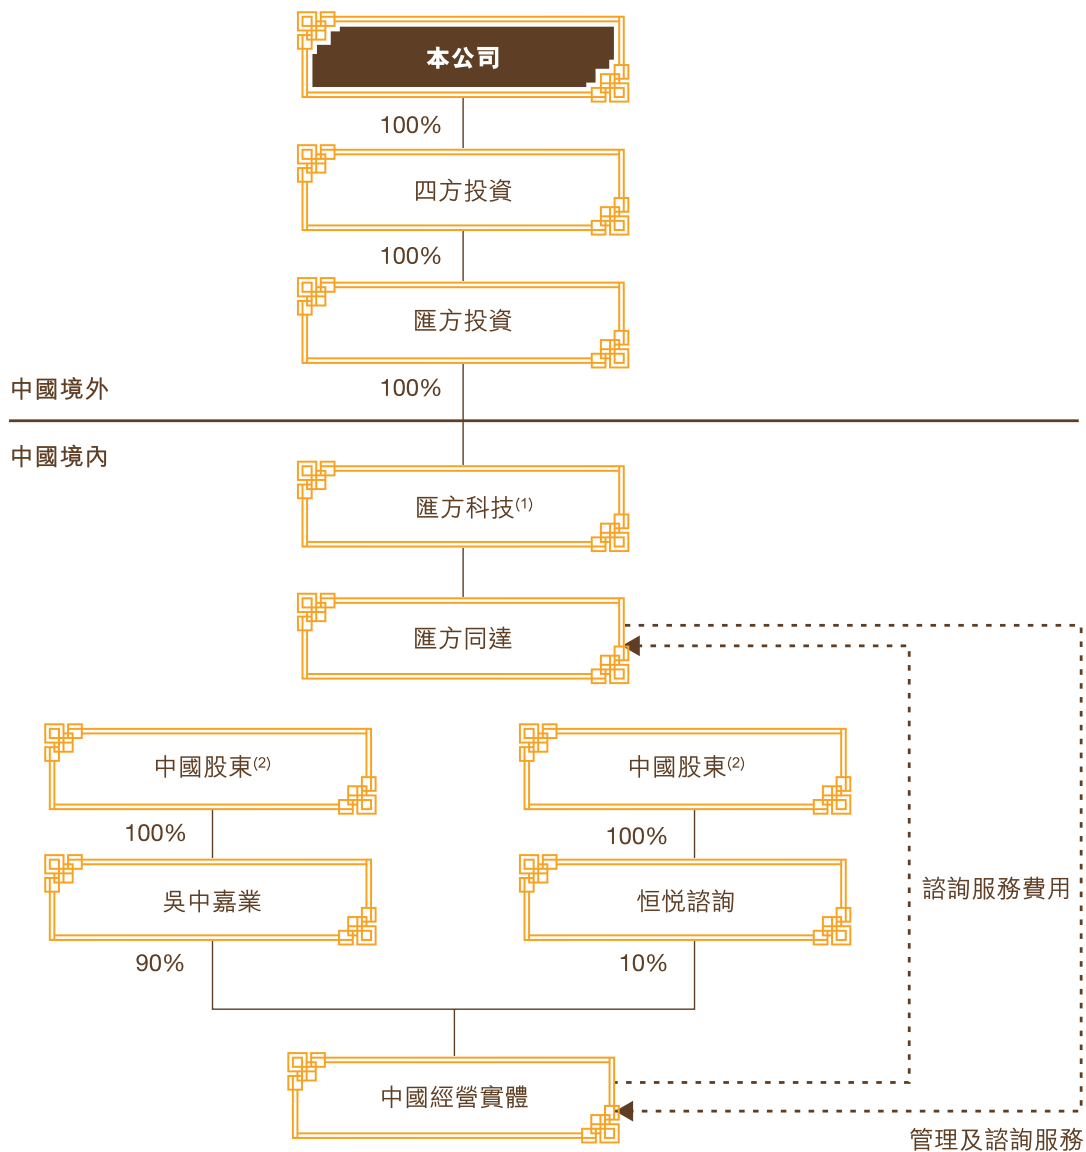 本公司
100%
四方投資
100%
匯方投資
100%
中國境外
中國境內
匯方科技(1)
匯方同達
中國股東(2)
中國股東(2)
100%
100%
吳中嘉業
恒悦諮詢
諮詢服務費用
90%
10%
中國經營實體
管理及諮詢服務